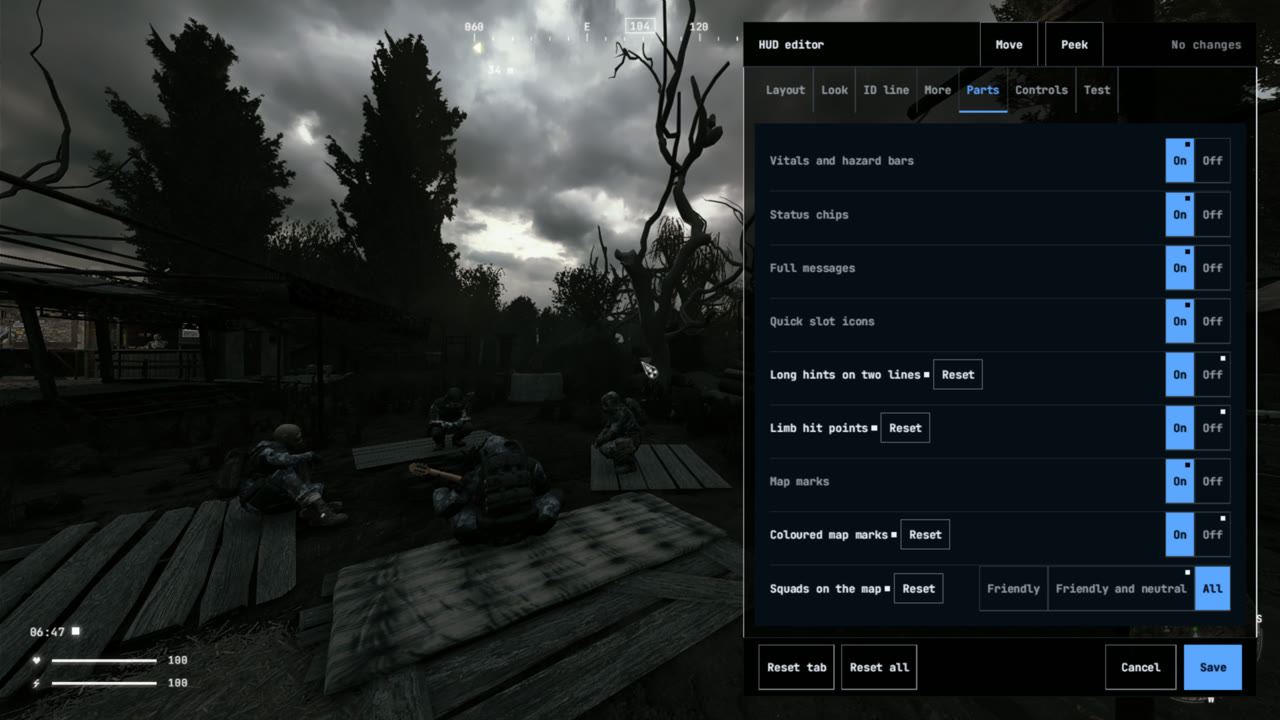 060 E 104 120
34 m
HUD editor Move Peek No changes
Layout Look ID line More Parts Controls Test
Vitals and hazard bars On Off
Status chips On Off
Full messages On Off
Quick slot icons On Off
Long hints on two lines Reset On Off
Limb hit points Reset On Off
Map marks On Off
Coloured map marks Reset On Off
Squads on the map Reset Friendly Friendly and neutral All
06:47
100
100
Reset tab Reset all Cancel Save
S
W